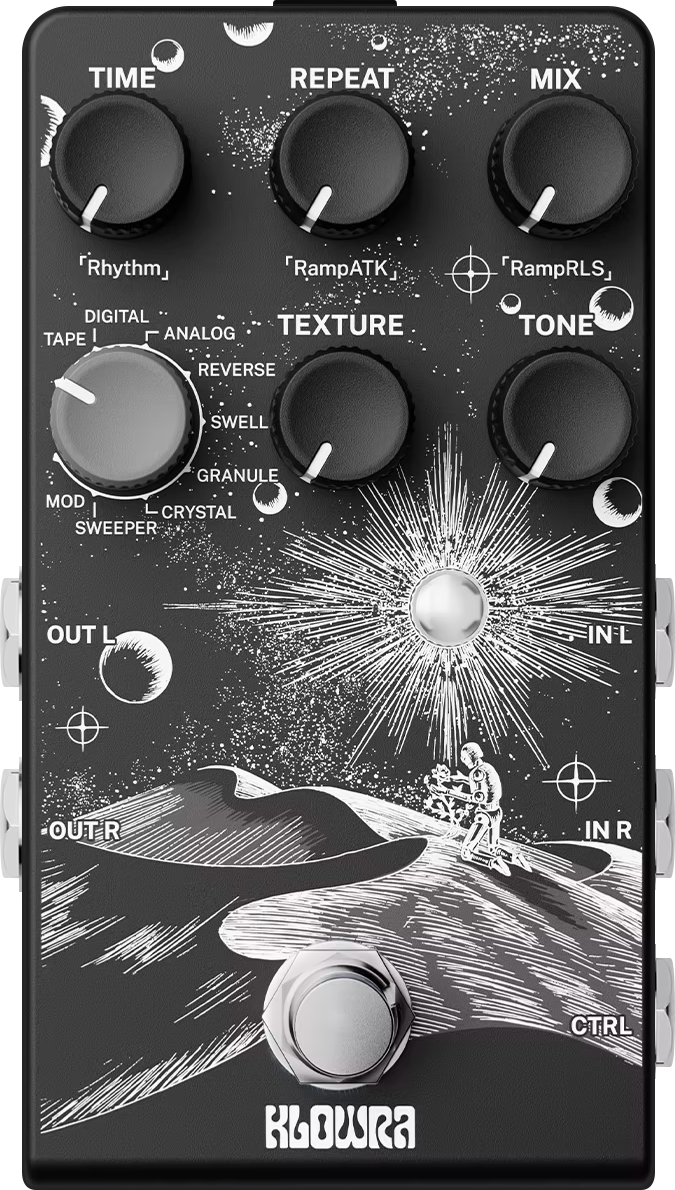 TIME REPEAT MIX
「Rhythm」 「RampATK」 「RampRLS」
DIGITAL
TAPE ANALOG
TEXTURE TONE
REVERSE
SWELL
GRANULE
MOD CRYSTAL
SWEEPER
OUT L IN L
OUT R IN R
CTRL
KLOWRA